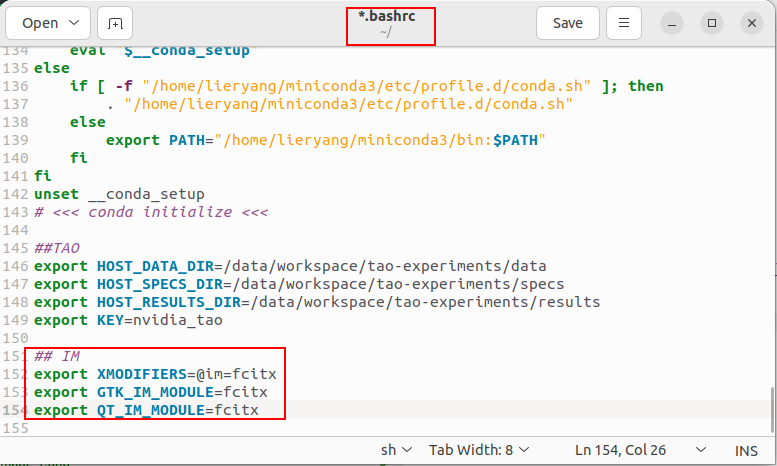 Open
*.bashrc
~/
Save
134     eval "$__conda_setup"
135 else
136     if [ -f "/home/lieryang/miniconda3/etc/profile.d/conda.sh" ]; then
137         . "/home/lieryang/miniconda3/etc/profile.d/conda.sh"
138     else
139         export PATH="/home/lieryang/miniconda3/bin:$PATH"
140     fi
141 fi
142 unset __conda_setup
143 # <<< conda initialize <<<
144
145 ##TAO
146 export HOST_DATA_DIR=/data/workspace/tao-experiments/data
147 export HOST_SPECS_DIR=/data/workspace/tao-experiments/specs
148 export HOST_RESULTS_DIR=/data/workspace/tao-experiments/results
149 export KEY=nvidia_tao
150
151 ## IM
152 export XMODIFIERS=@im=fcitx
153 export GTK_IM_MODULE=fcitx
154 export QT_IM_MODULE=fcitx
155
sh Tab Width: 8 Ln 154, Col 26 INS